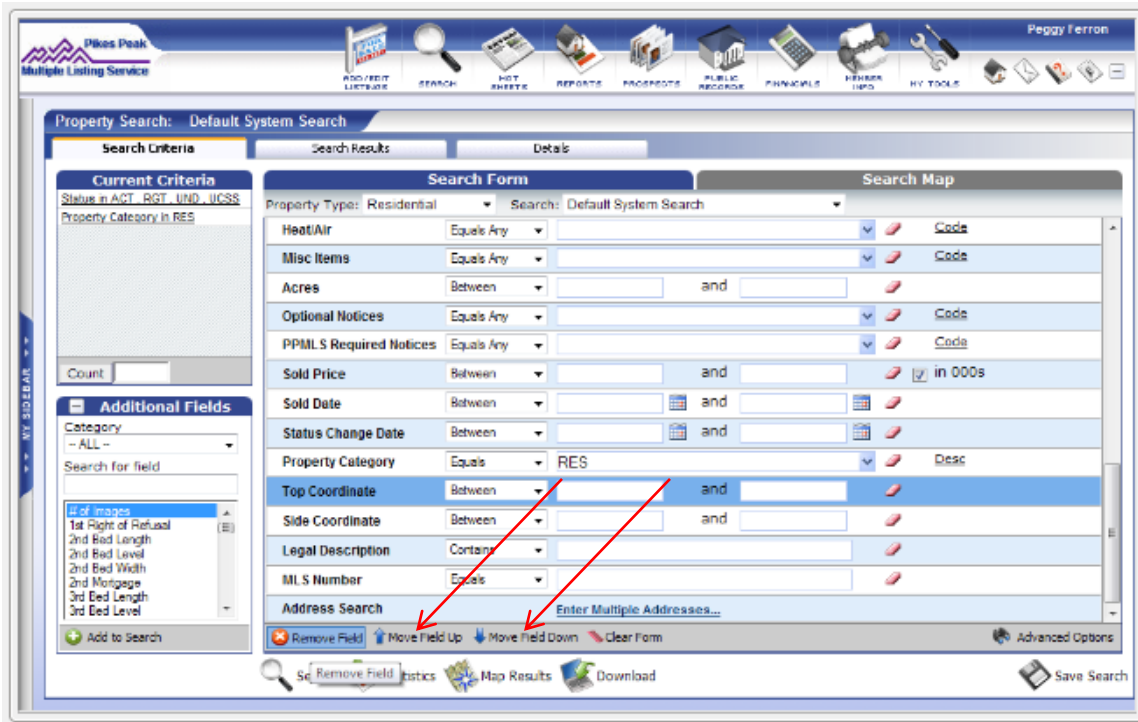 Pikes Peak
Multiple Listing Service
ADD/EDIT LISTINGS
SEARCH
HOT SHEETS
REPORTS
PROSPECTS
PUBLIC RECORDS
FINANCIALS
MEMBER INFO
MY TOOLS
Peggy Ferron
MY SIDEBAR
Property Search: Default System Search
Search Criteria Search Results Details
Current Criteria
Status in ACT , RGT , UND , UCSS
Property Category in RES
Count
Additional Fields
Category
-- ALL --
Search for field
# of Images
1st Right of Refusal
2nd Bed Length
2nd Bed Level
2nd Bed Width
2nd Mortgage
3rd Bed Length
3rd Bed Level
Add to Search
Search Form Search Map
Property Type: Residential Search: Default System Search
Heat/Air Equals Any Code
Misc Items Equals Any Code
Acres Between and
Optional Notices Equals Any Code
PPMLS Required Notices Equals Any Code
Sold Price Between and in 000s
Sold Date Between and
Status Change Date Between and
Property Category Equals RES Desc
Top Coordinate Between and
Side Coordinate Between and
Legal Description Contains
MLS Number Equals
Address Search Enter Multiple Addresses...
Remove Field Move Field Up Move Field Down Clear Form Advanced Options
Se Remove Field tistics Map Results Download Save Search